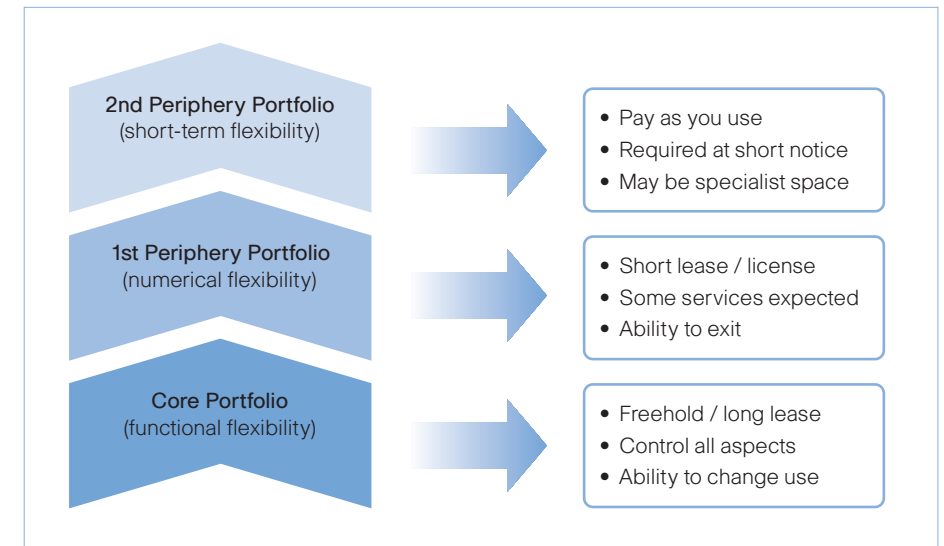 2nd Periphery Portfolio
(short-term flexibility)
• Pay as you use
• Required at short notice
• May be specialist space
1st Periphery Portfolio
(numerical flexibility)
• Short lease / license
• Some services expected
• Ability to exit
Core Portfolio
(functional flexibility)
• Freehold / long lease
• Control all aspects
• Ability to change use